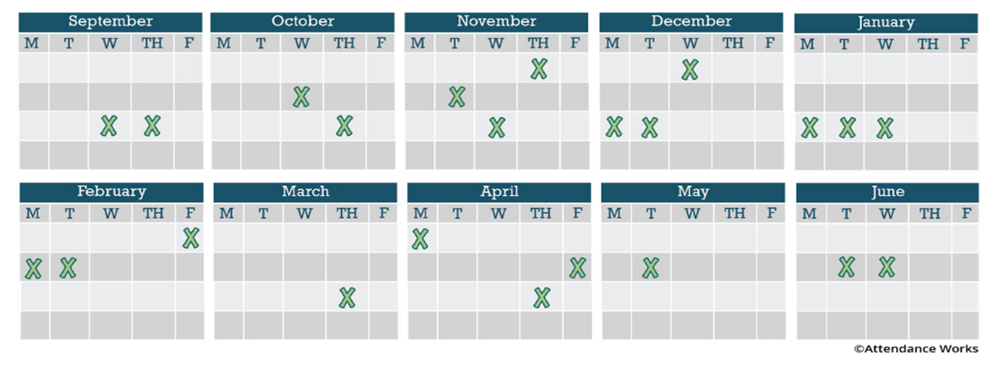 September October November December January
M T W TH F M T W TH F M T W TH F M T W TH F M T W TH F
X
X X
X X X X X X X X X
February March April May June
M T W TH F M T W TH F M T W TH F M T W TH F M T W TH F
X X
X X X X X X
X X
©Attendance Works